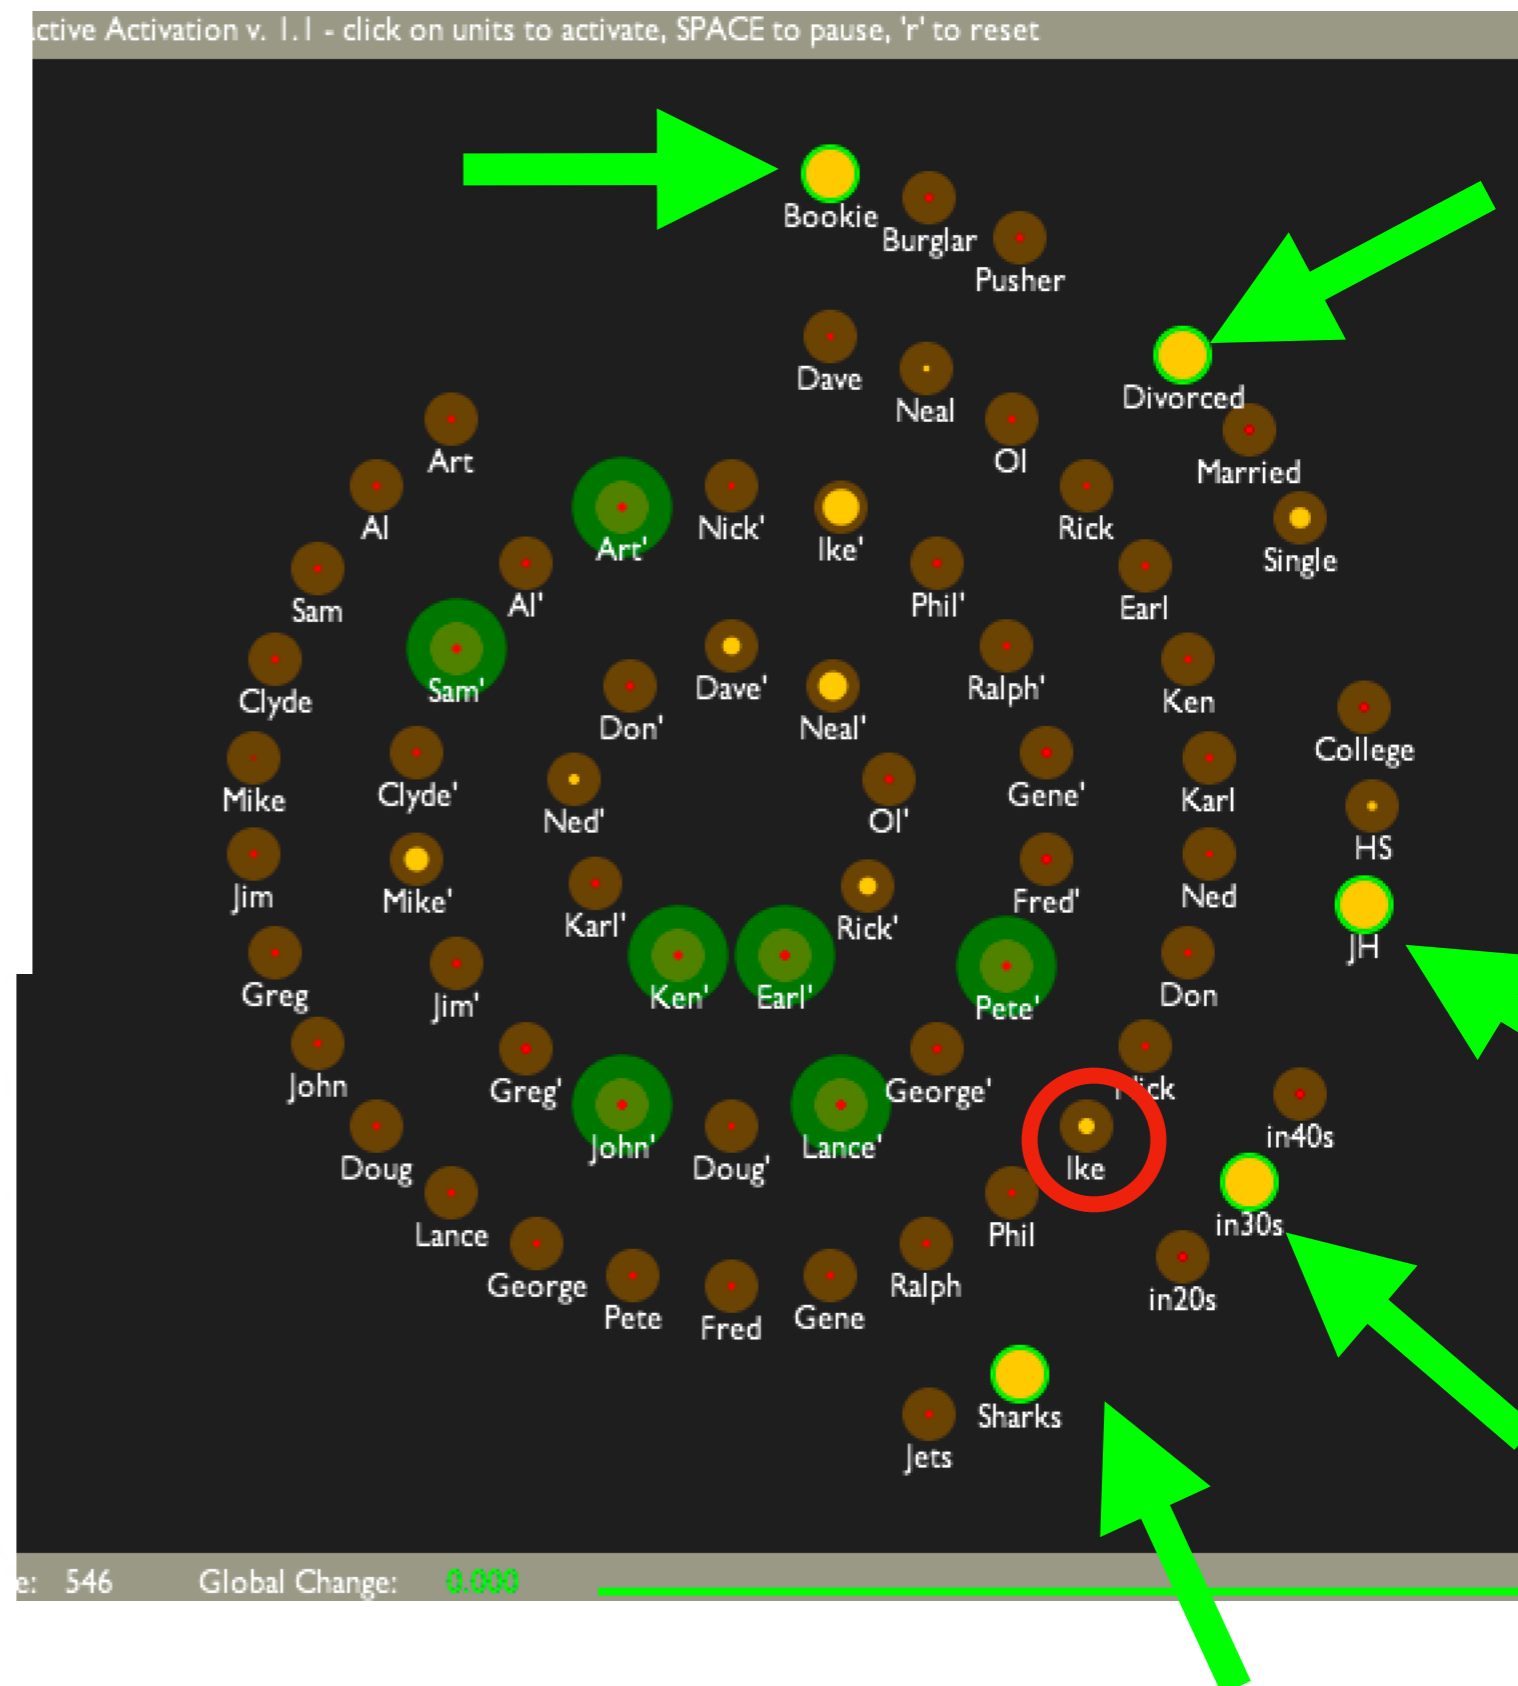 ctive Activation v. 1.1 - click on units to activate, SPACE to pause, 'r' to reset
Bookie
Burglar
Pusher
Dave
Neal
Divorced
Art
Ol
Married
Al
Art'
Nick'
Ike'
Rick
Single
Sam
Al'
Phil'
Earl
Clyde
Sam'
Don'
Dave'
Neal'
Ralph'
Ken
College
Mike
Clyde'
Ned'
Ol'
Gene'
Karl
HS
Jim
Mike'
Karl'
Rick'
Fred'
Ned
JH
Greg
Jim'
Ken'
Earl'
Pete'
Don
John
Greg'
John'
Doug'
Lance'
George'
in40s
Doug
Ike
in30s
Lance
Phil
in20s
George
Pete
Fred
Gene
Ralph
Sharks
Jets
e: 546 Global Change: 0.000